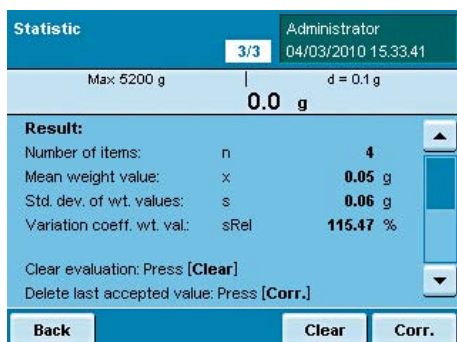 Statistic
3/3
Administrator
04/03/2010 15.33.41
Max 5200 g
d = 0.1 g
0.0 g
Result:
Number of items: n 4
Mean weight value: x 0.05 g
Std. dev. of wt. values: s 0.06 g
Variation coeff. wt. val.: sRel 115.47 %
Clear evaluation: Press [Clear]
Delete last accepted value: Press [Corr.]
Back Clear Corr.